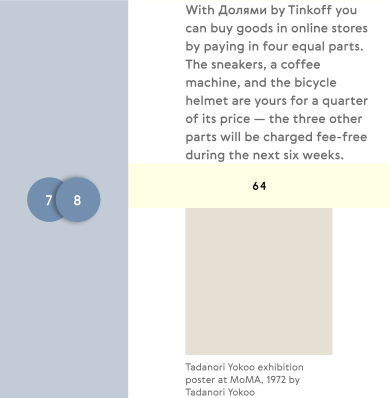 With Долями by Tinkoff you
can buy goods in online stores
by paying in four equal parts.
The sneakers, a coffee
machine, and the bicycle
helmet are yours for a quarter
of its price — the three other
parts will be charged fee-free
during the next six weeks.
64
7 8
Tadanori Yokoo exhibition
poster at MoMA, 1972 by
Tadanori Yokoo